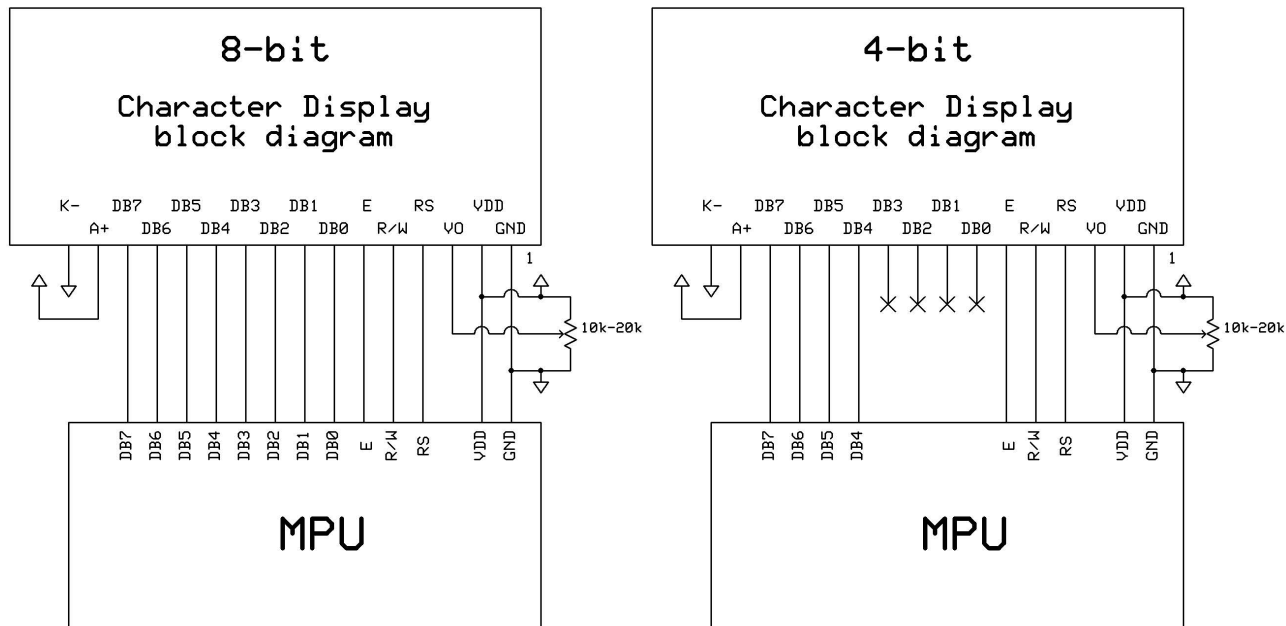 8-bit
Character Display
block diagram
K- DB7 DB5 DB3 DB1 E RS VDD
A+ DB6 DB4 DB2 DB0 R/W VO GND
1
10k-20k
DB7 DB6 DB5 DB4 DB3 DB2 DB1 DB0 E R/W RS VDD GND
MPU
4-bit
Character Display
block diagram
K- DB7 DB5 DB3 DB1 E RS VDD
A+ DB6 DB4 DB2 DB0 R/W VO GND
1
10k-20k
DB7 DB6 DB5 DB4 E R/W RS VDD GND
MPU